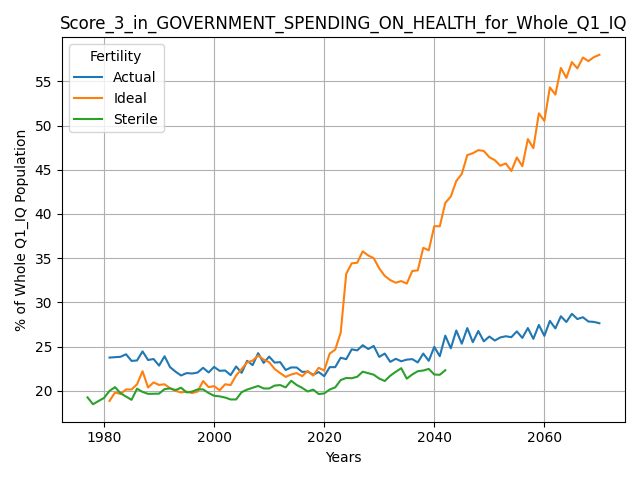 Score_3_in_GOVERNMENT_SPENDING_ON_HEALTH_for_Whole_Q1_IQ
Fertility
Actual
Ideal
Sterile
% of Whole Q1_IQ Population
55
50
45
40
35
30
25
20
1980
2000
2020
2040
2060
Years